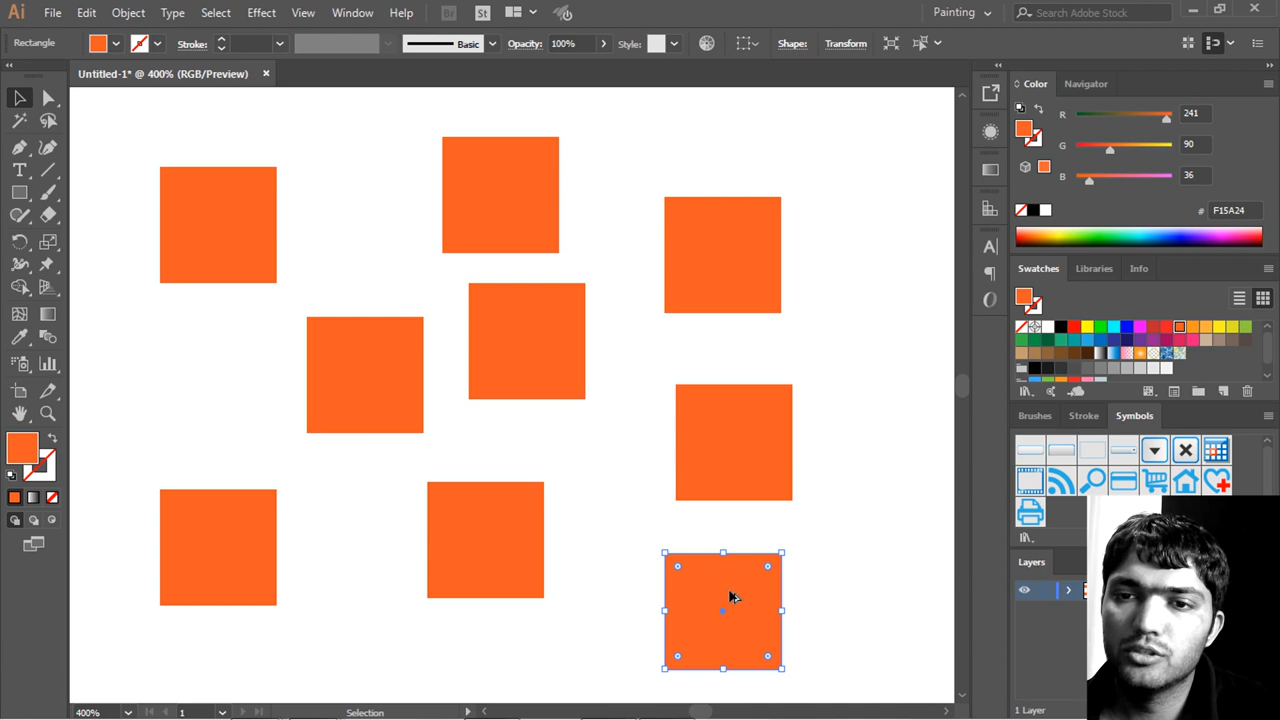 Ai File Edit Object Type Select Effect View Window Help Br St Painting Search Adobe Stock
Rectangle Stroke: Basic Opacity: 100% Style: Shape: Transform
Untitled-1* @ 400% (RGB/Preview) ×
Color Navigator
R 241
G 90
B 36
# F15A24
Swatches Libraries Info
Brushes Stroke Symbols
Layers
1 Layer
400% 1 Selection